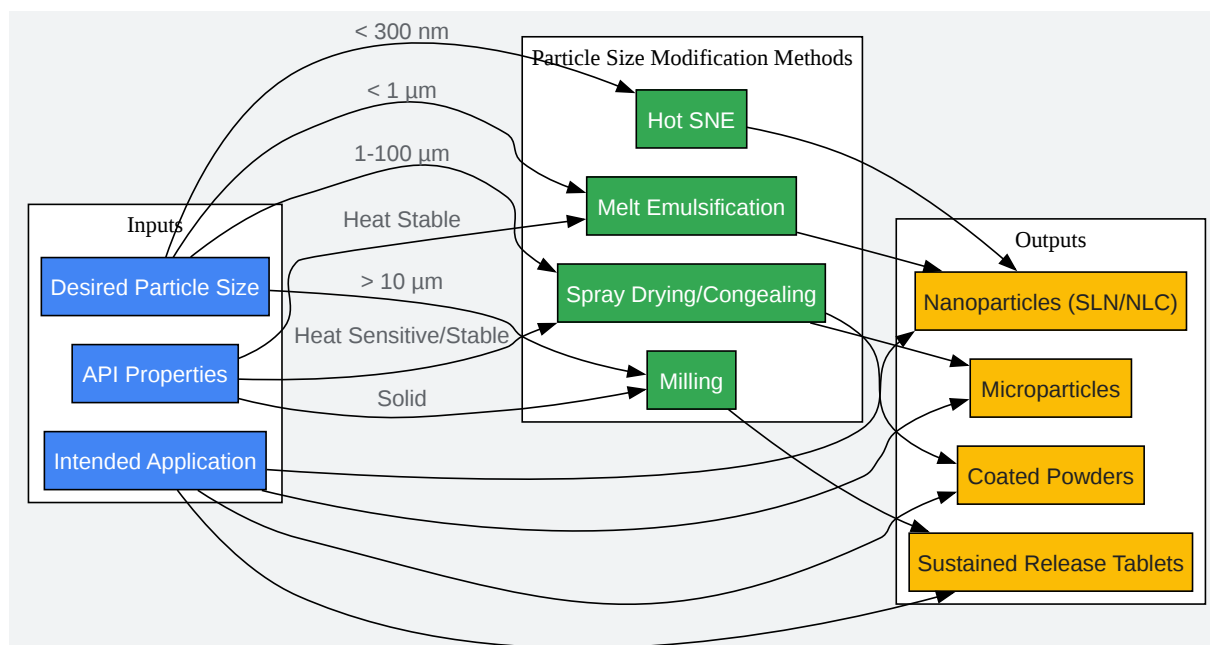 < 300 nm
Particle Size Modification Methods
< 1 µm
Hot SNE
1-100 µm
Melt Emulsification
Inputs
Heat Stable
Outputs
Desired Particle Size
> 10 µm
Spray Drying/Congealing
Nanoparticles (SLN/NLC)
Heat Sensitive/Stable
API Properties
Milling
Microparticles
Solid
Intended Application
Coated Powders
Sustained Release Tablets